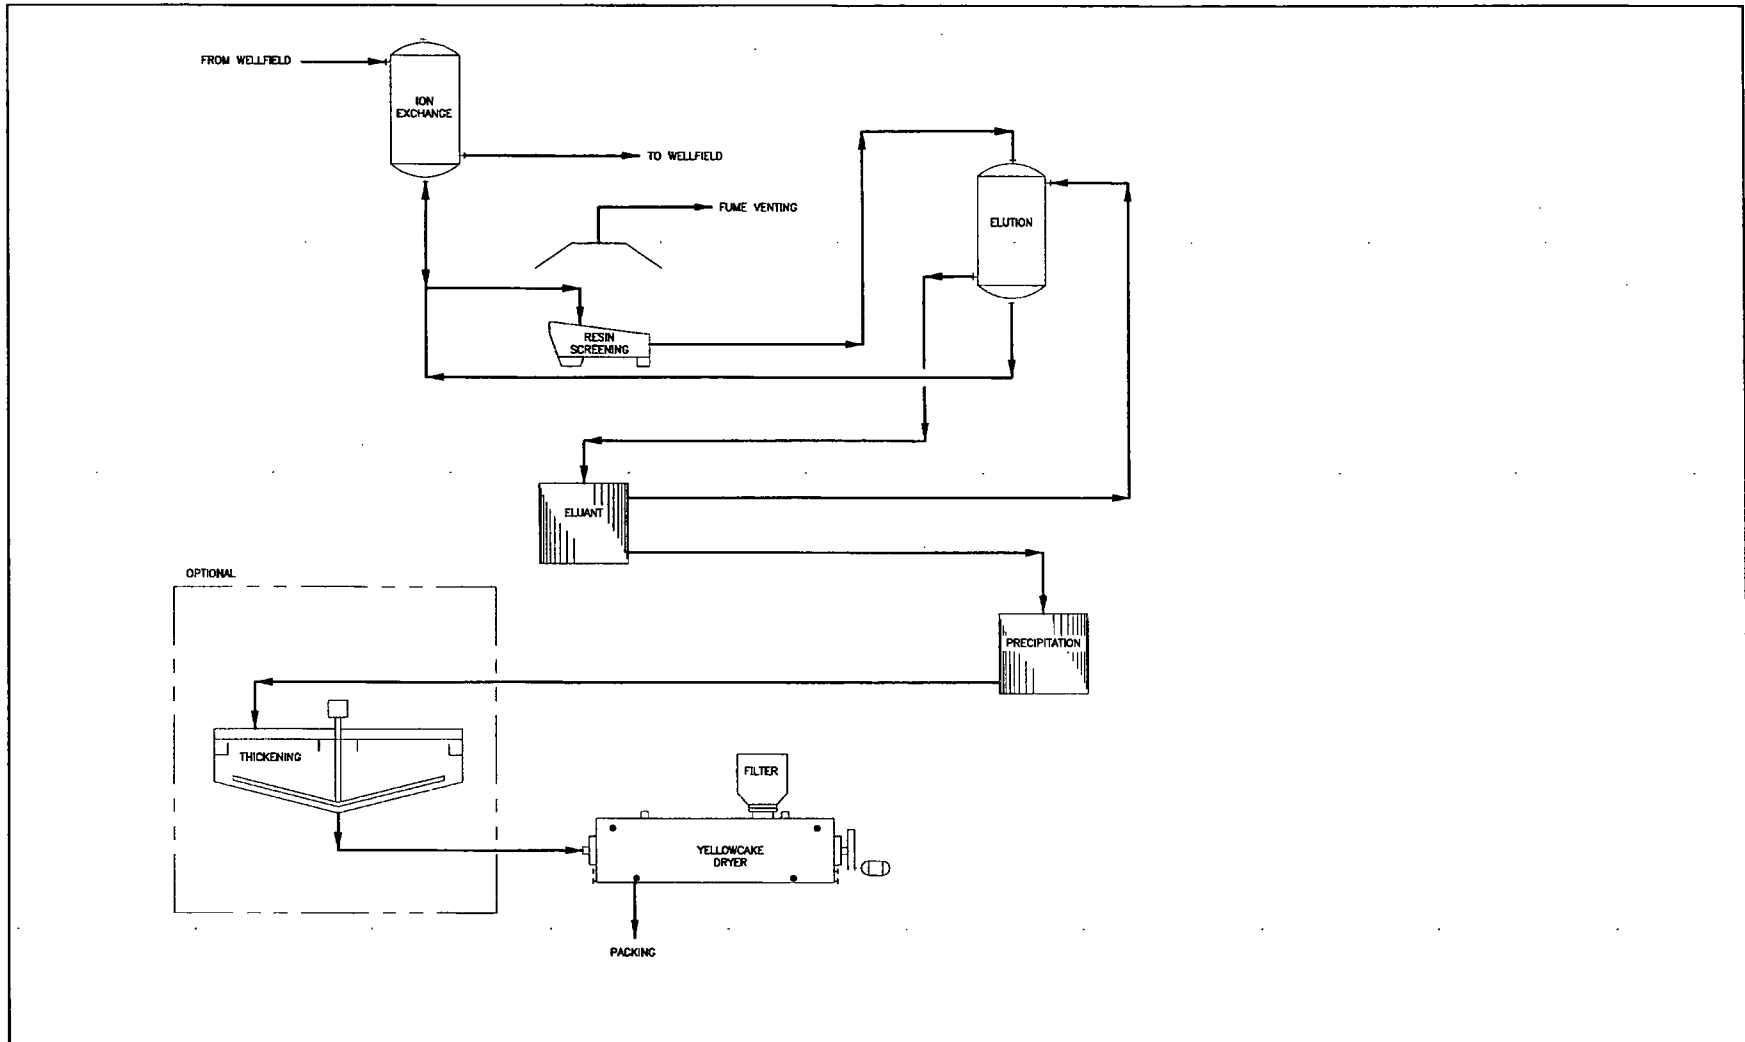 FROM WELLFIELD
ION
EXCHANGE
TO WELLFIELD
FUME VENTING
ELUTION
RESIN
SCREENING
ELUANT
OPTIONAL
PRECIPITATION
THICKENING
FILTER
YELLOWCAKE
DRYER
PACKING